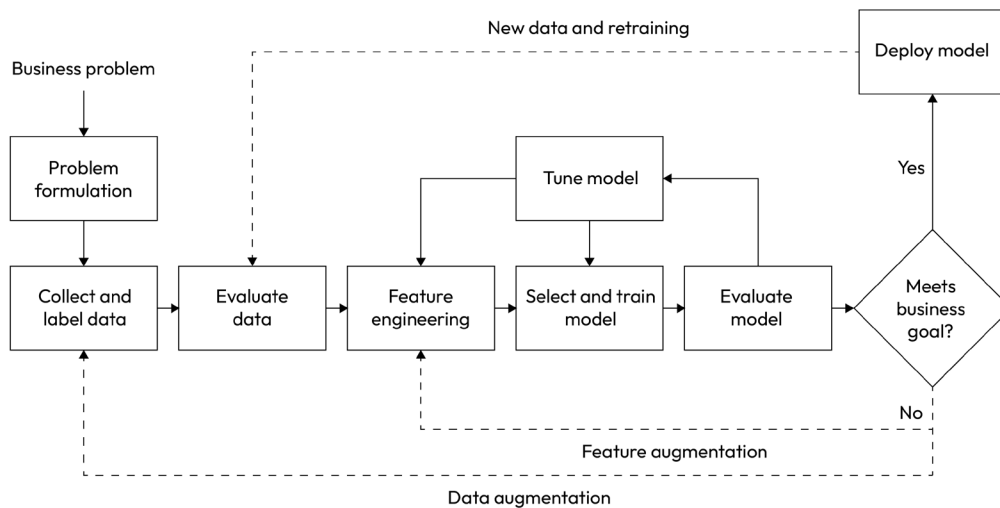 New data and retraining
Deploy model
Business problem
Problem
formulation
Tune model
Yes
Collect and
label data
Evaluate
data
Feature
engineering
Select and train
model
Evaluate
model
Meets
business
goal?
No
Feature augmentation
Data augmentation